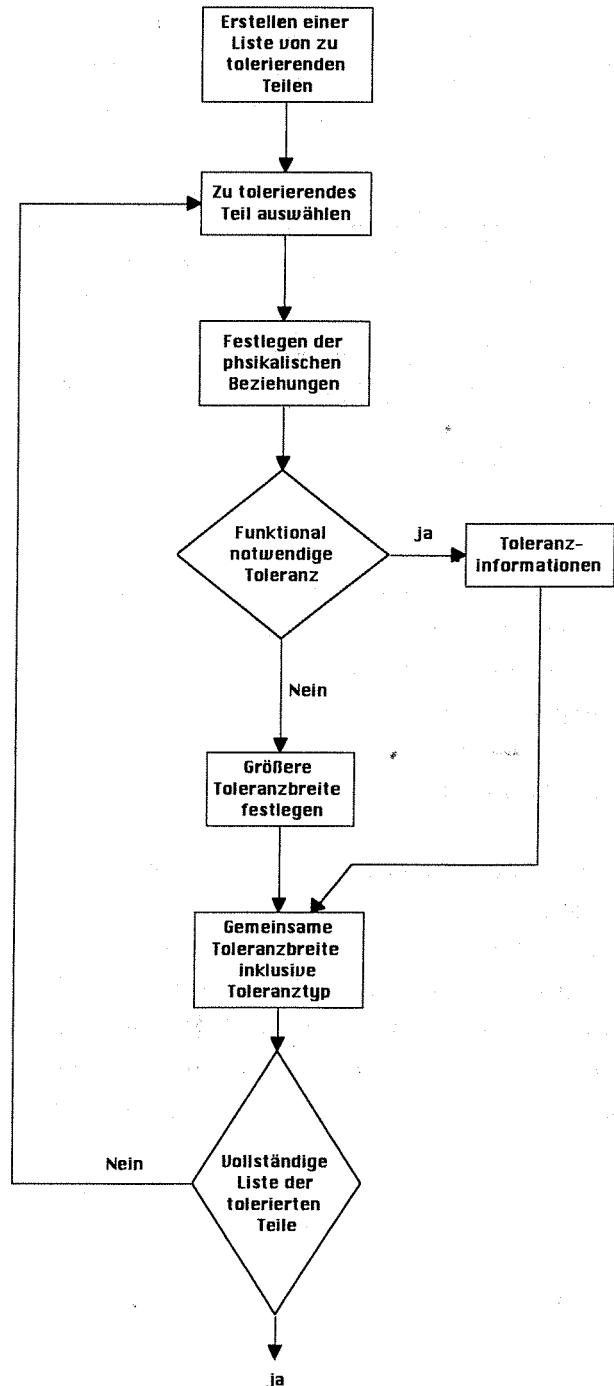 Erstellen einer
Liste von zu
tolerierenden
Teilen
Zu tolerierendes
Teil auswählen
Festlegen der
phsikalischen
Beziehungen
Funktional
notwendige
Toleranz
ja
Toleranz-
informationen
Nein
Größere
Toleranzbreite
festlegen
Gemeinsame
Toleranzbreite
inklusive
Toleranztyp
Nein
Vollständige
Liste der
tolerierten
Teile
ja